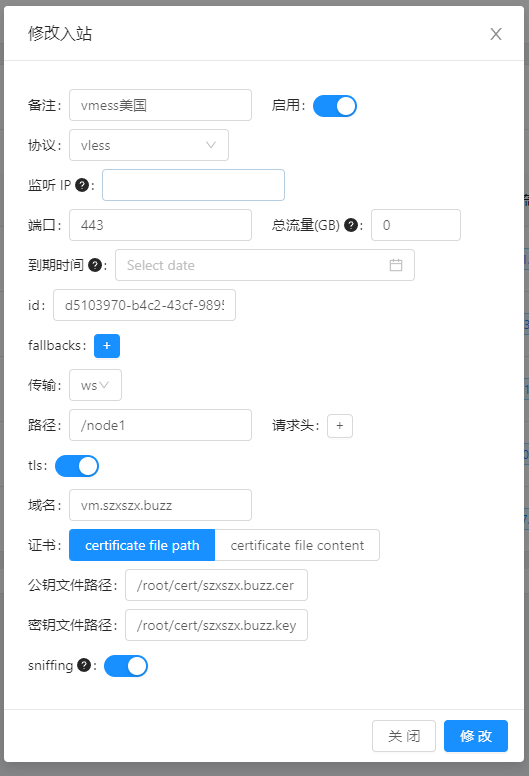 修改入站
备注: vmess美国 启用:
协议: vless
监听 IP ?:
端口: 443 总流量(GB) ?: 0
到期时间 ?: Select date
id: d5103970-b4c2-43cf-989
fallbacks: +
传输: ws
路径: /node1 请求头: +
tls:
域名: vm.szxszx.buzz
证书: certificate file path certificate file content
公钥文件路径: /root/cert/szxszx.buzz.cer
密钥文件路径: /root/cert/szxszx.buzz.key
sniffing ?:
关 闭 修 改